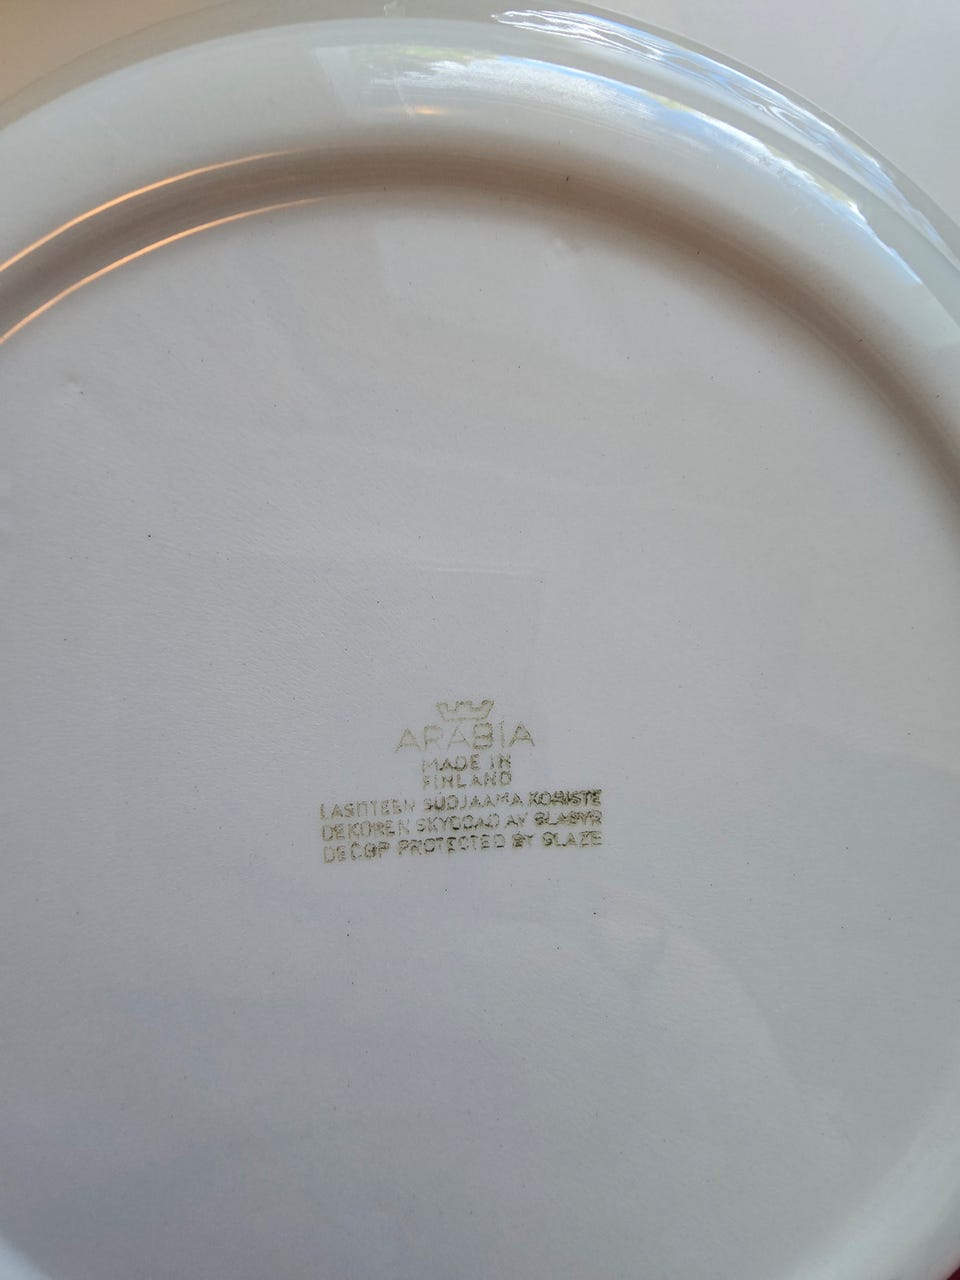 ARABIA
MADE IN
FINLAND
LASITTEEN SUOJAAMA KORISTE
DEKOREN SKYDDAD AV GLASYR
DECOR PROTECTED BY GLAZE